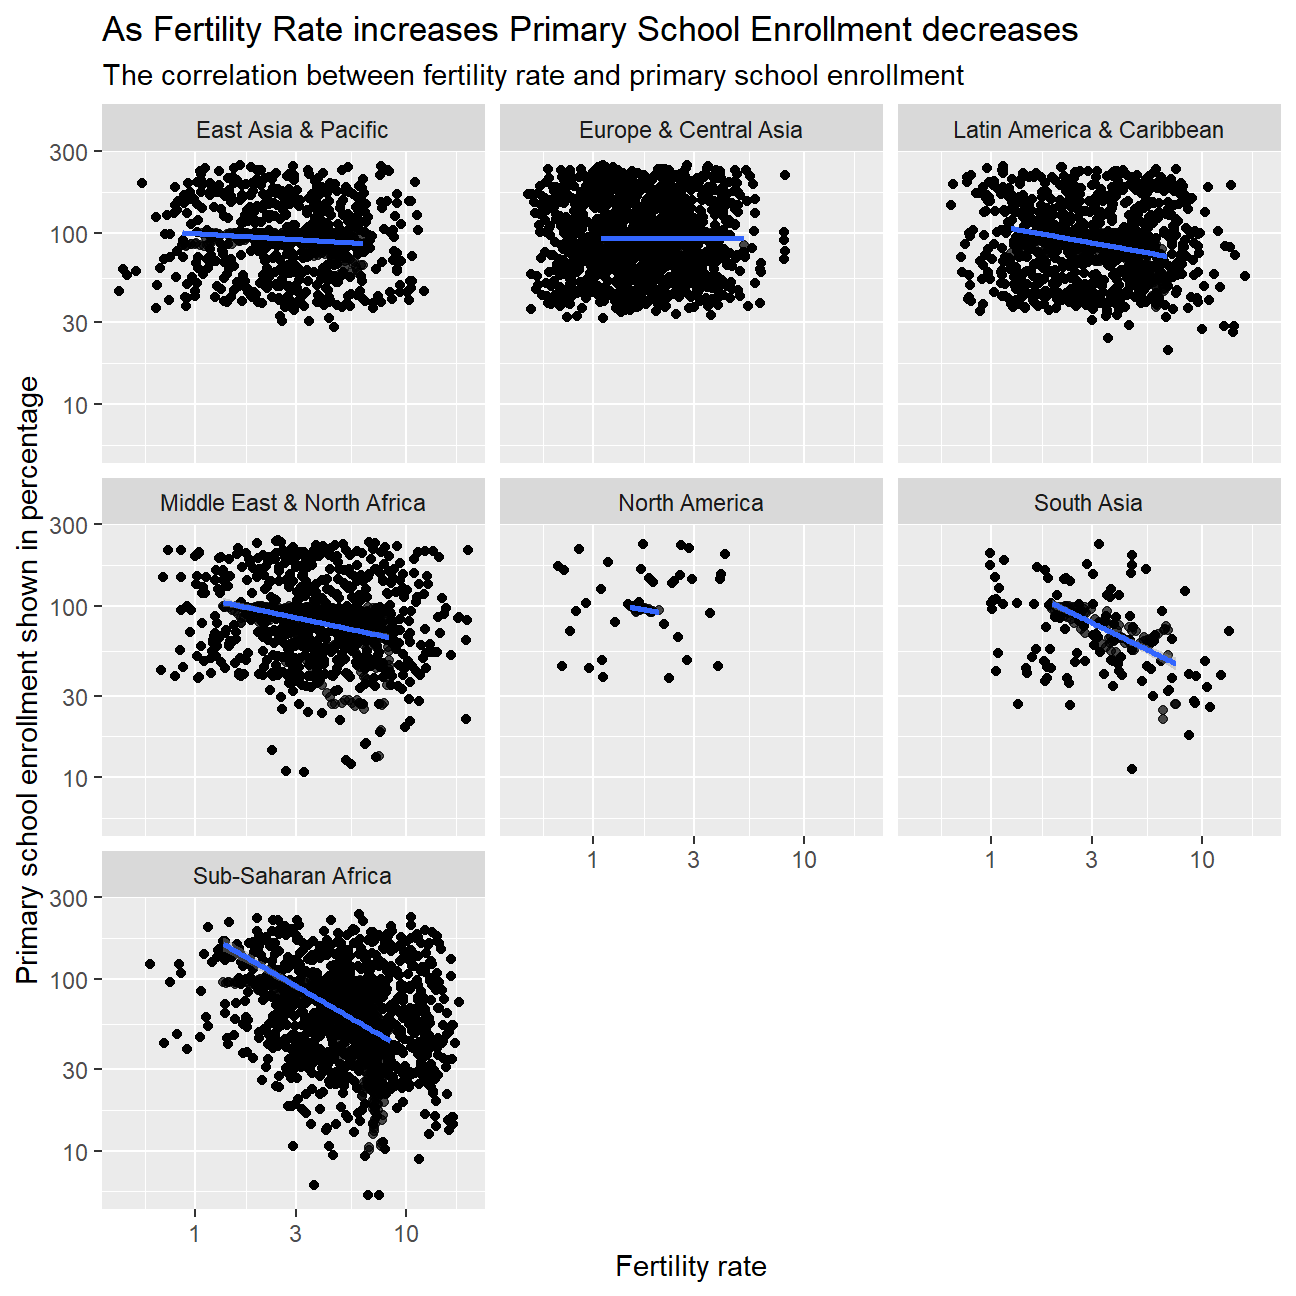 As Fertility Rate increases Primary School Enrollment decreases
The correlation between fertility rate and primary school enrollment
East Asia & Pacific
Europe & Central Asia
Latin America & Caribbean
300
100
30
10
Middle East & North Africa
North America
South Asia
300
100
30
10
1 3 10
1 3 10
Sub-Saharan Africa
300
100
30
10
1 3 10
Fertility rate
Primary school enrollment shown in percentage